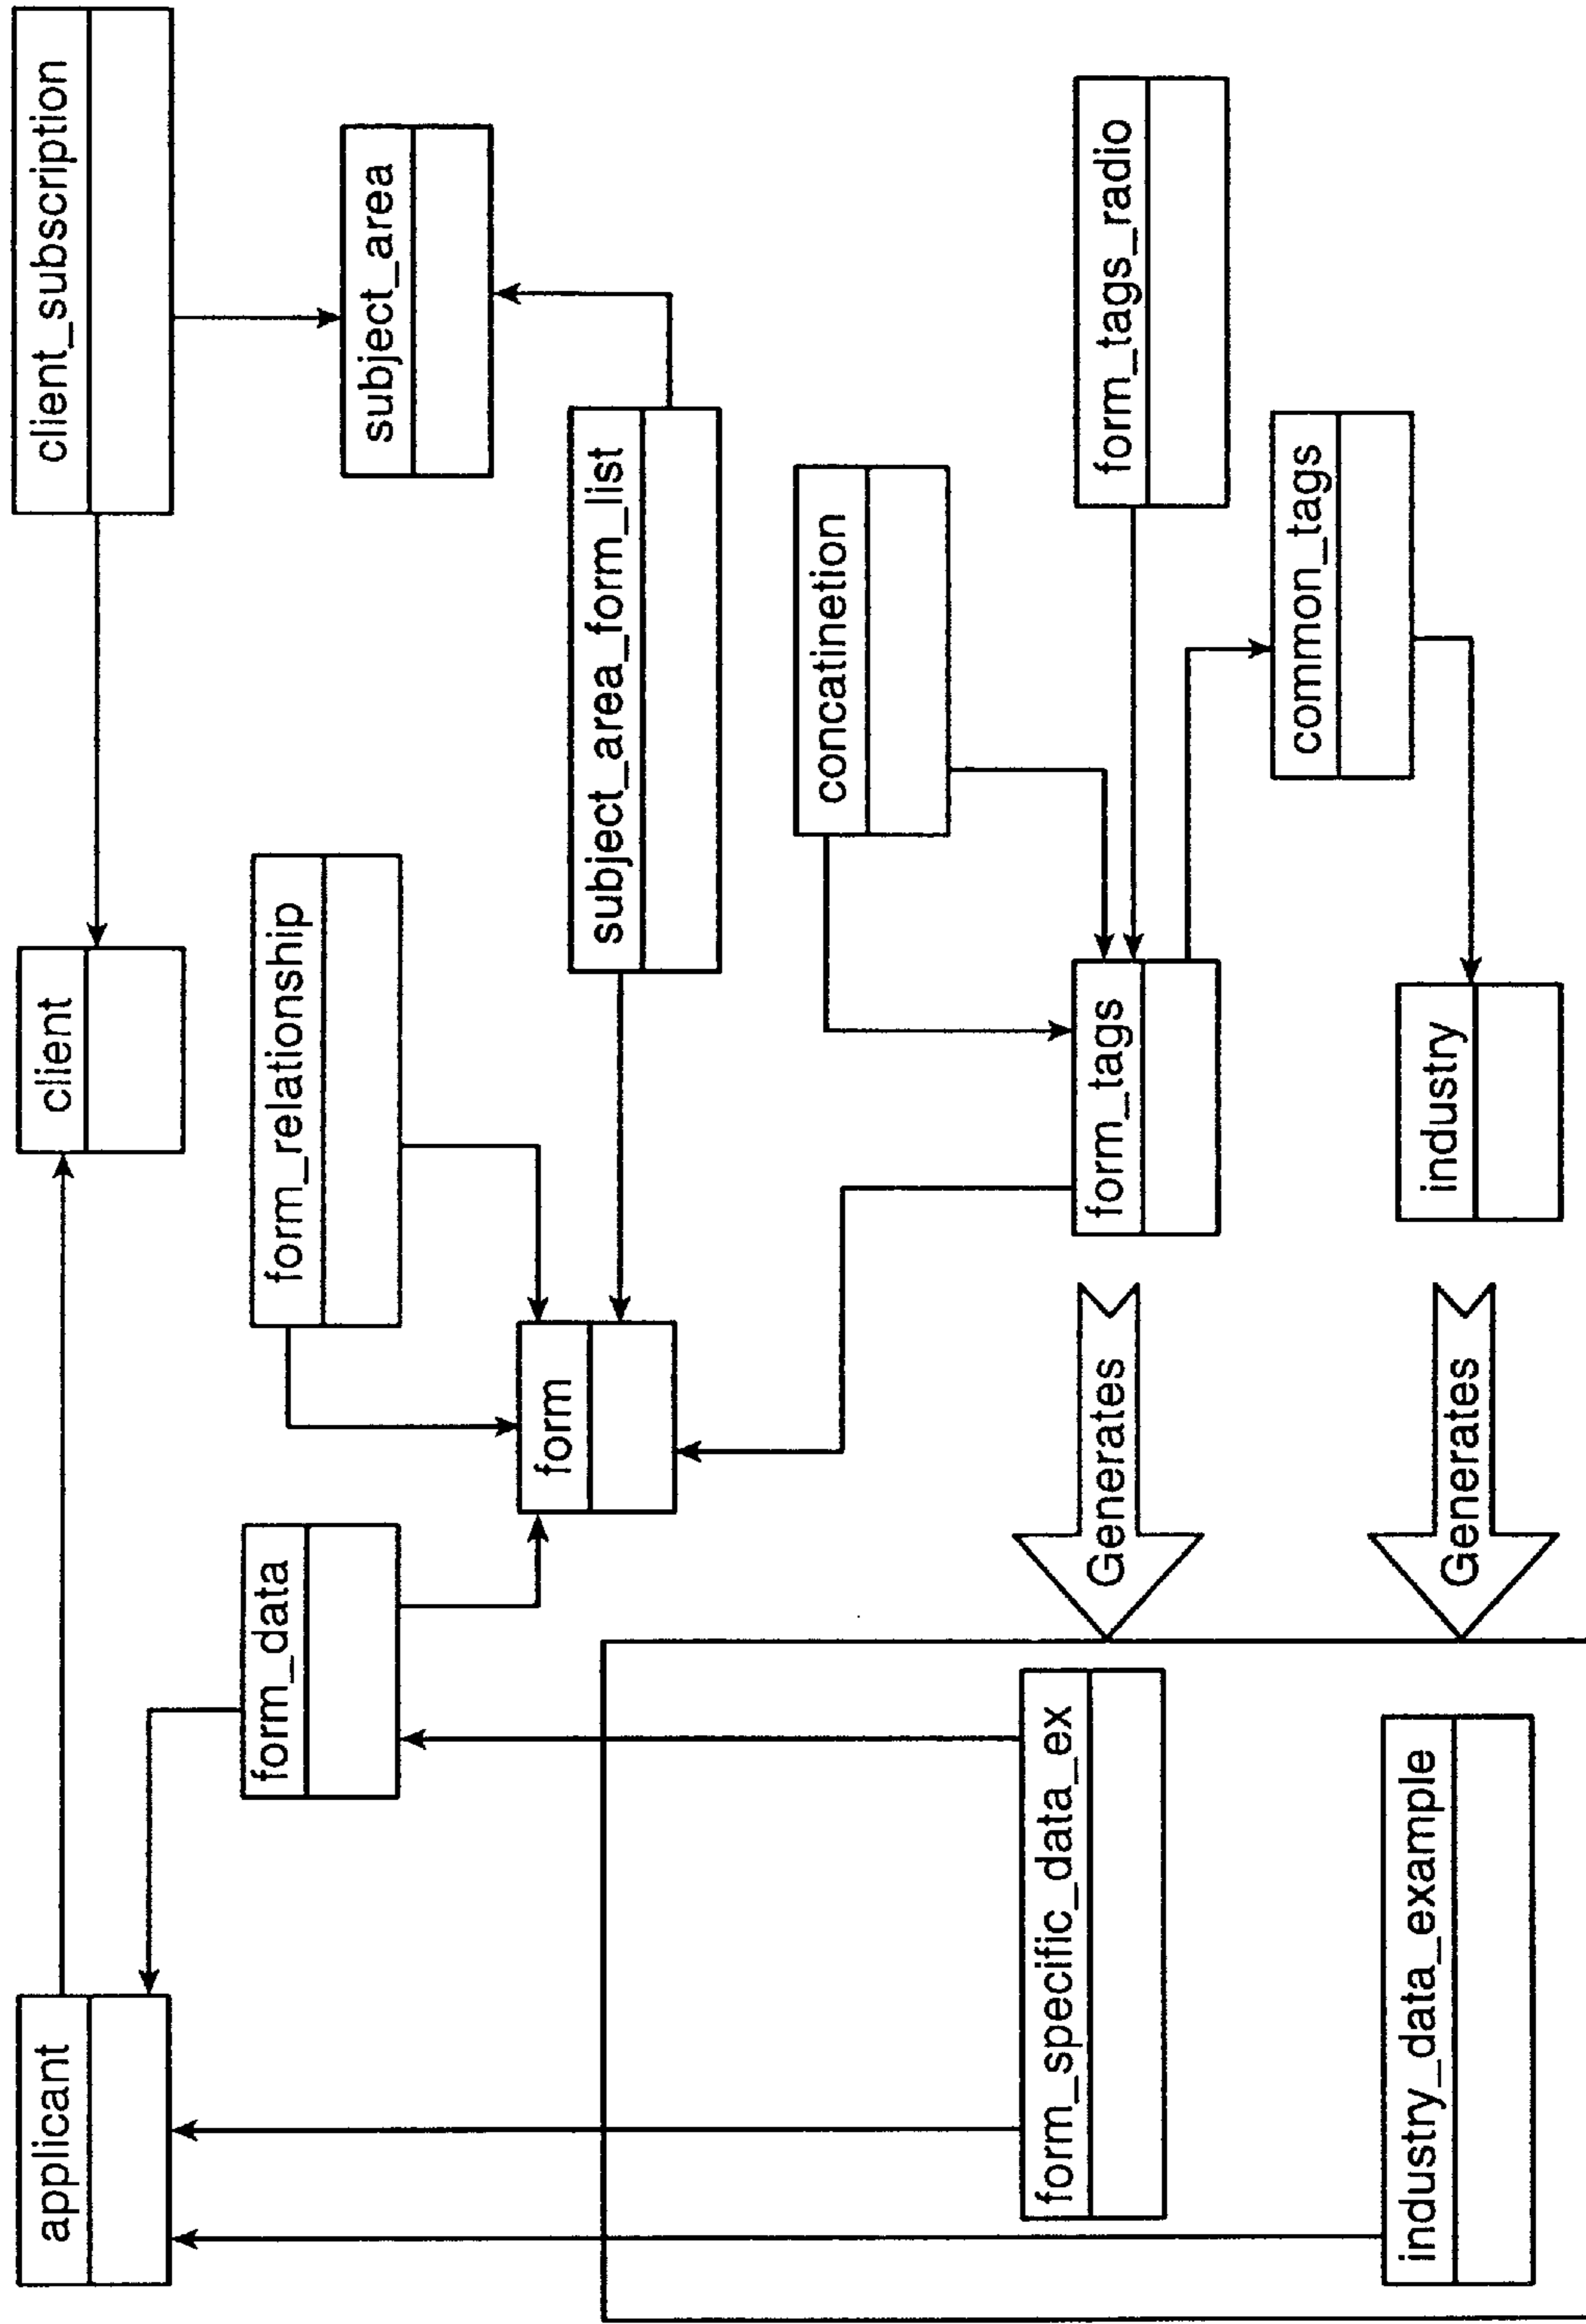 applicant
client
client_subscription
form_data
form_relationship
subject_area
form
subject_area_form_list
concatinetion
form_specific_data_ex
Generates
form_tags
form_tags_radio
common_tags
industry_data_example
Generates
industry